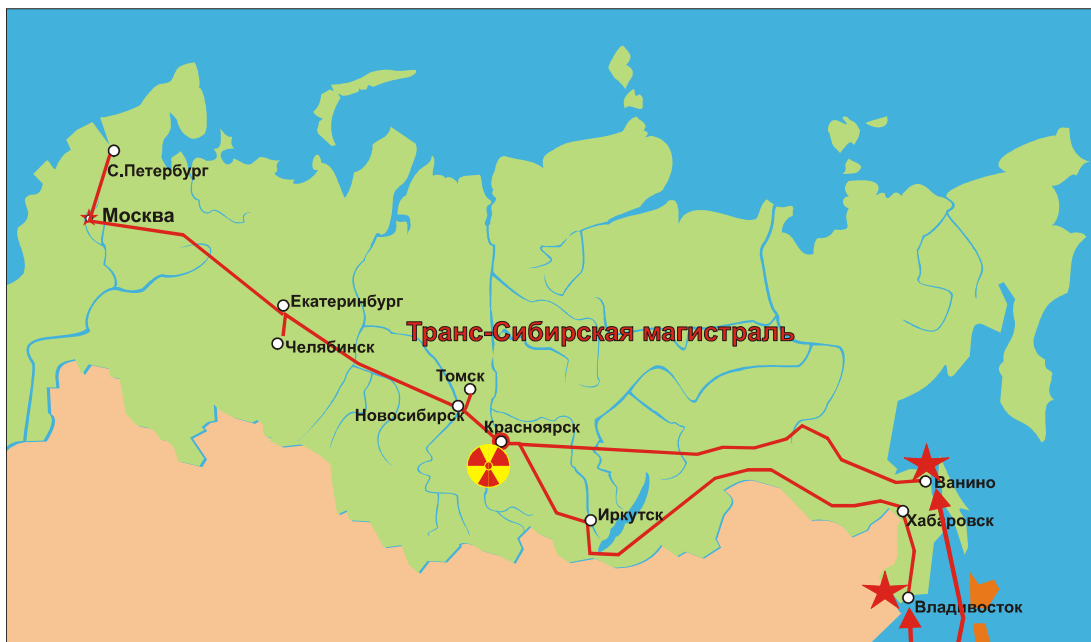 С.Петербург
Москва
Екатеринбург
Транс-Сибирская магистраль
Челябинск
Томск
Новосибирск
Красноярск
Ванино
Иркутск
Хабаровск
Владивосток